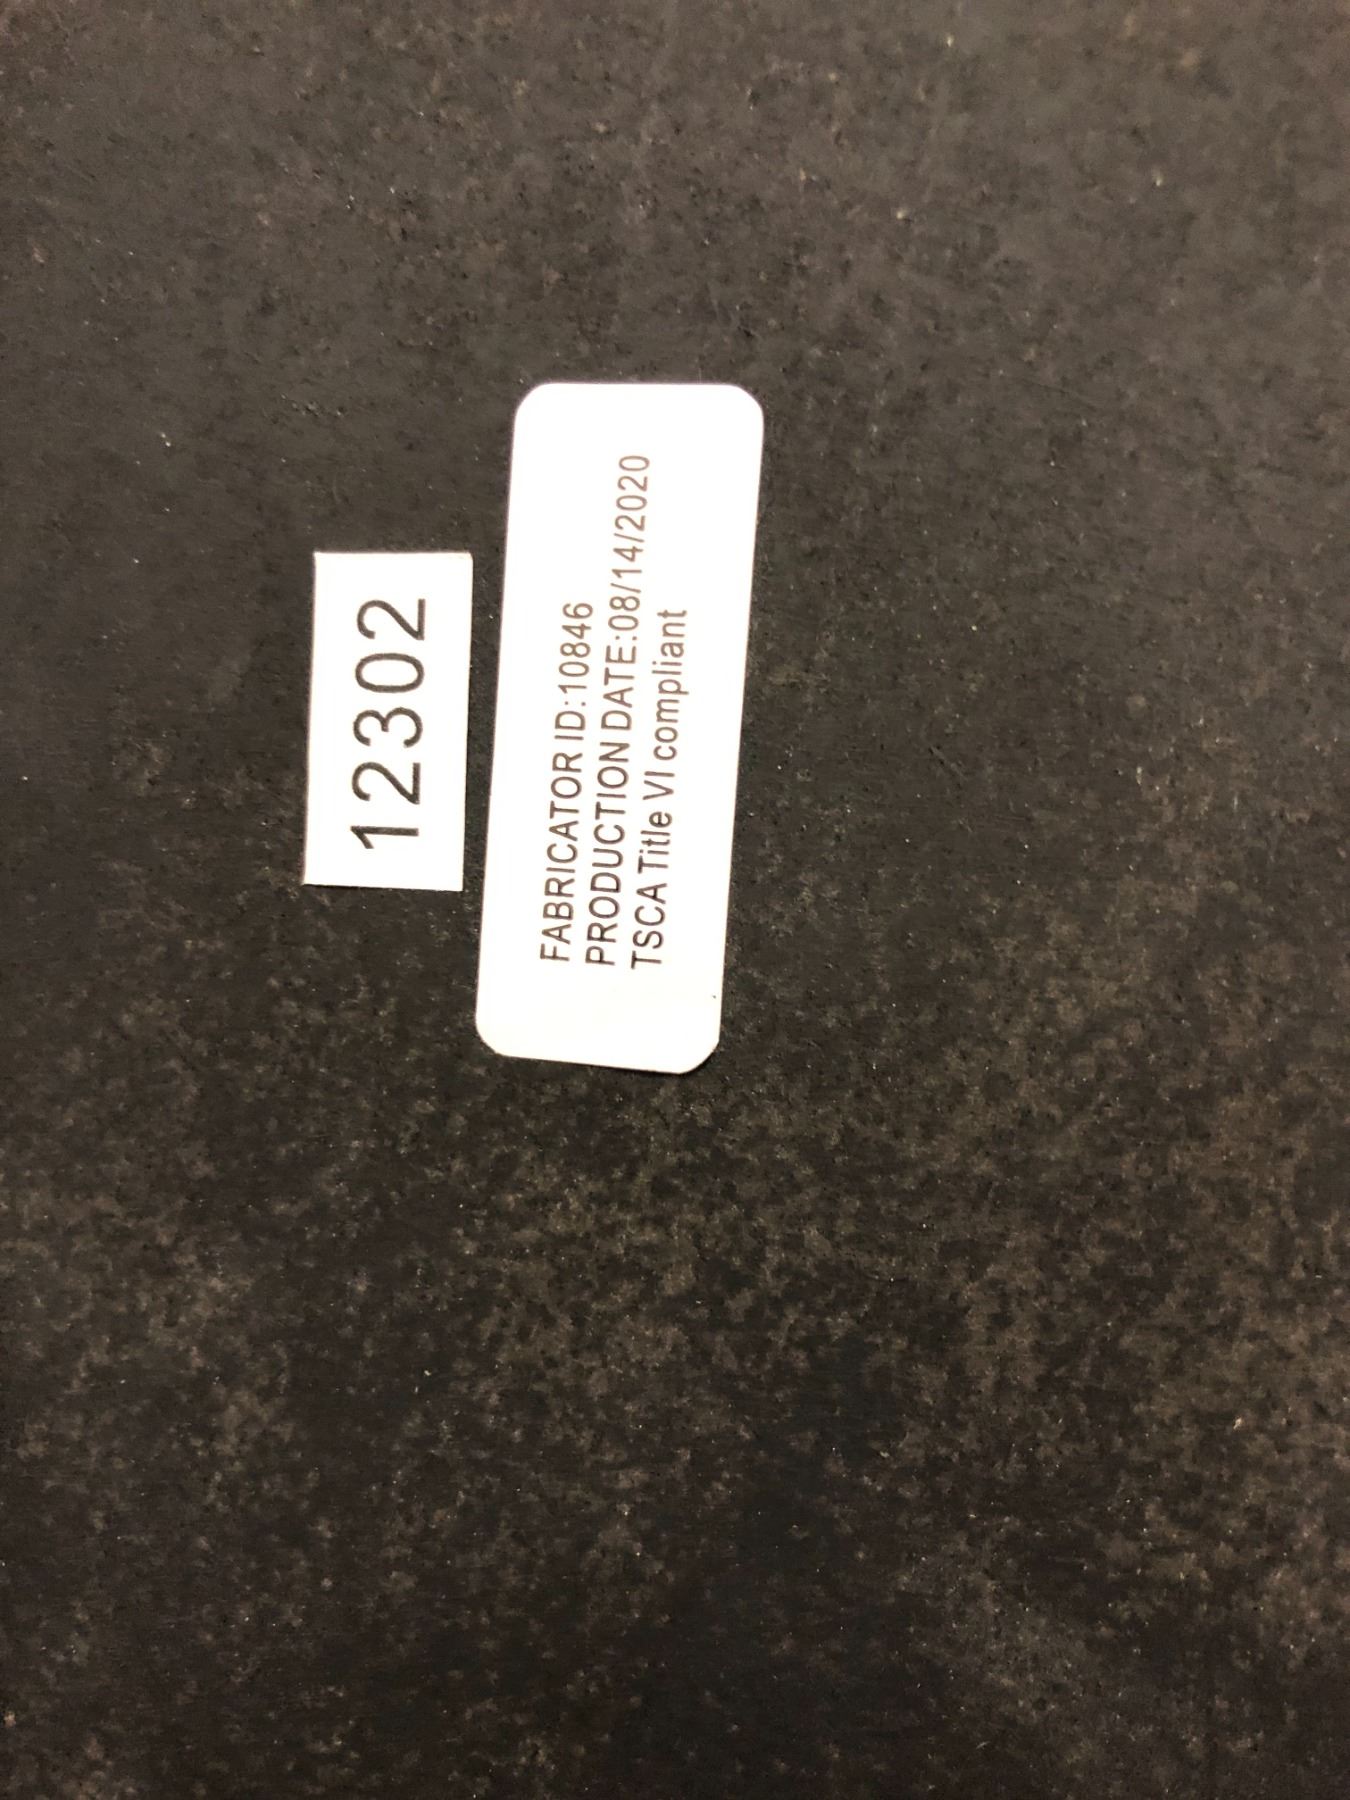 12302
FABRICATOR ID:10846
PRODUCTION DATE:08/14/2020
TSCA Title VI compliant